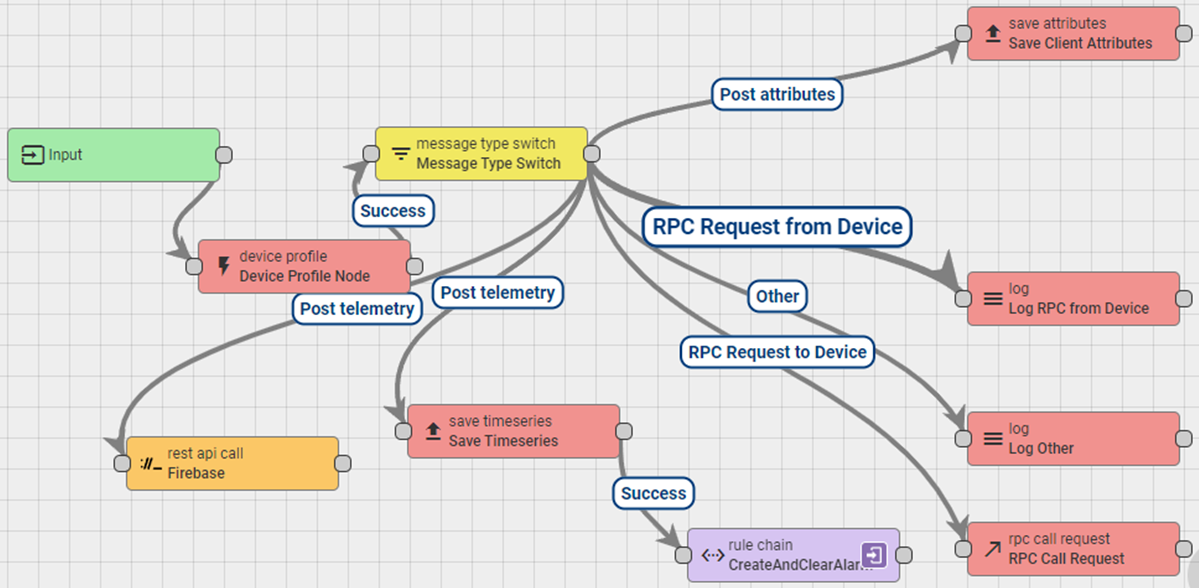 save attributes
Save Client Attributes
Post attributes
Input
message type switch
Message Type Switch
Success
RPC Request from Device
device profile
Device Profile Node
Post telemetry
Post telemetry
Other
log
Log RPC from Device
RPC Request to Device
save timeseries
Save Timeseries
log
Log Other
rest api call
Firebase
Success
rule chain
CreateAndClearAlar...
rpc call request
RPC Call Request